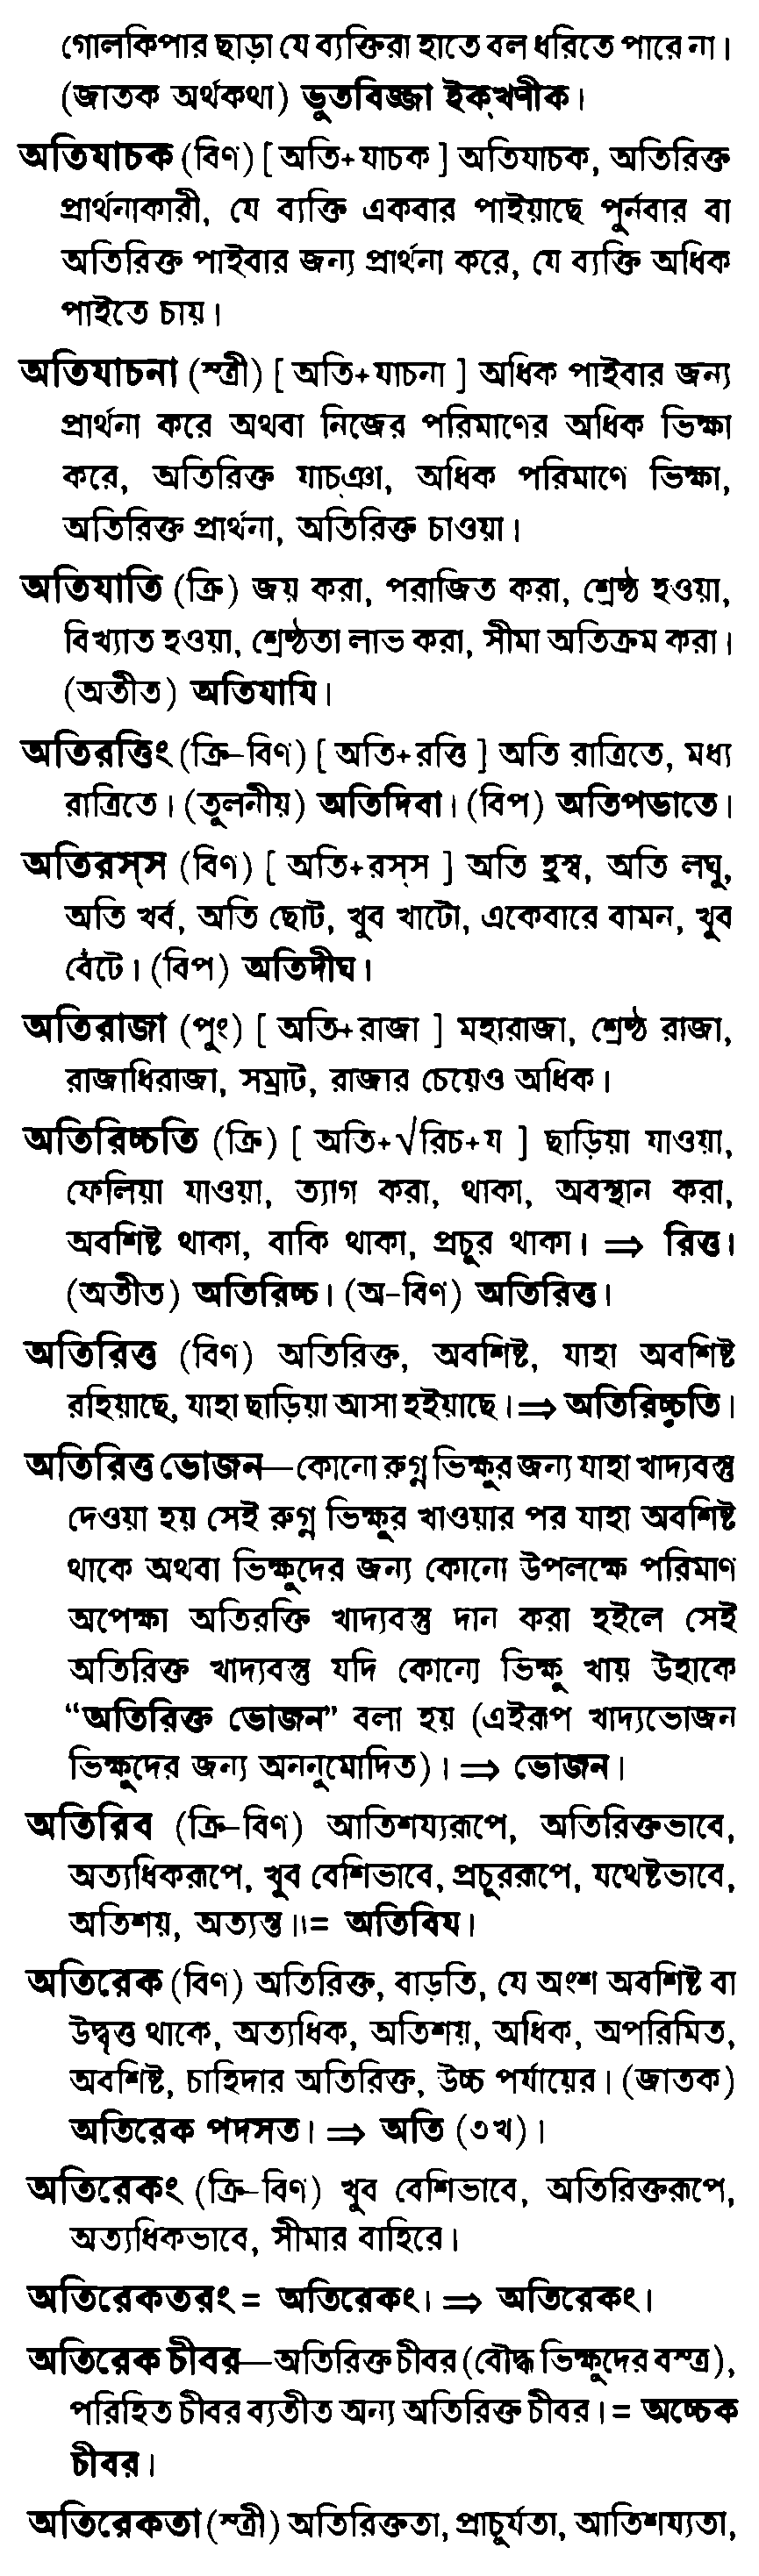 গোলকিপার ছাড়া যে ব্যক্তিরা হাতে বল ধরিতে পারে না।
(জাতক অর্থকথা) ভুতবিজ্জা ইক্খণীক।
অতিযাচক (বিণ) [ অতি+যাচক ] অতিযাচক, অতিরিক্ত
প্রার্থনাকারী, যে ব্যক্তি একবার পাইয়াছে পুর্নবার বা
অতিরিক্ত পাইবার জন্য প্রার্থনা করে, যে ব্যক্তি অধিক
পাইতে চায়।
অতিযাচনা (স্ত্রী) [ অতি+যাচনা ] অধিক পাইবার জন্য
প্রার্থনা করে অথবা নিজের পরিমাণের অধিক ভিক্ষা
করে, অতিরিক্ত যাচ্ঞা, অধিক পরিমাণে ভিক্ষা,
অতিরিক্ত প্রার্থনা, অতিরিক্ত চাওয়া।
অতিযাতি (ক্রি) জয় করা, পরাজিত করা, শ্রেষ্ঠ হওয়া,
বিখ্যাত হওয়া, শ্রেষ্ঠতা লাভ করা, সীমা অতিক্রম করা।
(অতীত) অতিযাযি।
অতিরত্তিং (ক্রি-বিণ) [ অতি+রত্তি ] অতি রাত্রিতে, মধ্য
রাত্রিতে। (তুলনীয়) অতিদিবা। (বিপ) অতিপভাতে।
অতিরস্স (বিণ) [ অতি+রস্স ] অতি হ্রস্ব, অতি লঘু,
অতি খর্ব, অতি ছোট, খুব খাটো, একেবারে বামন, খুব
বেঁটে। (বিপ) অতিদীঘ।
অতিরাজা (পুং) [ অতি+রাজা ] মহারাজা, শ্রেষ্ঠ রাজা,
রাজাধিরাজা, সম্রাট, রাজার চেয়েও অধিক।
অতিরিচ্চতি (ক্রি) [ অতি+√রিচ+য ] ছাড়িয়া যাওয়া,
ফেলিয়া যাওয়া, ত্যাগ করা, থাকা, অবস্থান করা,
অবশিষ্ট থাকা, বাকি থাকা, প্রচুর থাকা। ⇒ রিত্ত।
(অতীত) অতিরিচ্চ। (অ-বিণ) অতিরিত্ত।
অতিরিত্ত (বিণ) অতিরিক্ত, অবশিষ্ট, যাহা অবশিষ্ট
রহিয়াছে, যাহা ছাড়িয়া আসা হইয়াছে। ⇒ অতিরিচ্চতি।
অতিরিত্ত ভোজন—কোনো রুগ্ন ভিক্ষুর জন্য যাহা খাদ্যবস্তু
দেওয়া হয় সেই রুগ্ন ভিক্ষুর খাওয়ার পর যাহা অবশিষ্ট
থাকে অথবা ভিক্ষুদের জন্য কোনো উপলক্ষে পরিমাণ
অপেক্ষা অতিরক্তি খাদ্যবস্তু দান করা হইলে সেই
অতিরিক্ত খাদ্যবস্তু যদি কোনো ভিক্ষু খায় উহাকে
“অতিরিক্ত ভোজন” বলা হয় (এইরূপ খাদ্যভোজন
ভিক্ষুদের জন্য অননুমোদিত)। ⇒ ভোজন।
অতিরিব (ক্রি-বিণ) আতিশয্যরূপে, অতিরিক্তভাবে,
অত্যধিকরূপে, খুব বেশিভাবে, প্রচুররূপে, যথেষ্টভাবে,
অতিশয়, অত্যন্ত।।= অতিবিয।
অতিরেক (বিণ) অতিরিক্ত, বাড়তি, যে অংশ অবশিষ্ট বা
উদ্বৃত্ত থাকে, অত্যধিক, অতিশয়, অধিক, অপরিমিত,
অবশিষ্ট, চাহিদার অতিরিক্ত, উচ্চ পর্যায়ের। (জাতক)
অতিরেক পদসত। ⇒ অতি (৩খ)।
অতিরেকং (ক্রি-বিণ) খুব বেশিভাবে, অতিরিক্তরূপে,
অত্যধিকভাবে, সীমার বাহিরে।
অতিরেকতরং = অতিরেকং। ⇒ অতিরেকং।
অতিরেক চীবর—অতিরিক্ত চীবর (বৌদ্ধ ভিক্ষুদের বস্ত্র),
পরিহিত চীবর ব্যতীত অন্য অতিরিক্ত চীবর। = অচ্চেক
চীবর।
অতিরেকতা (স্ত্রী) অতিরিক্ততা, প্রাচুর্যতা, আতিশয্যতা,